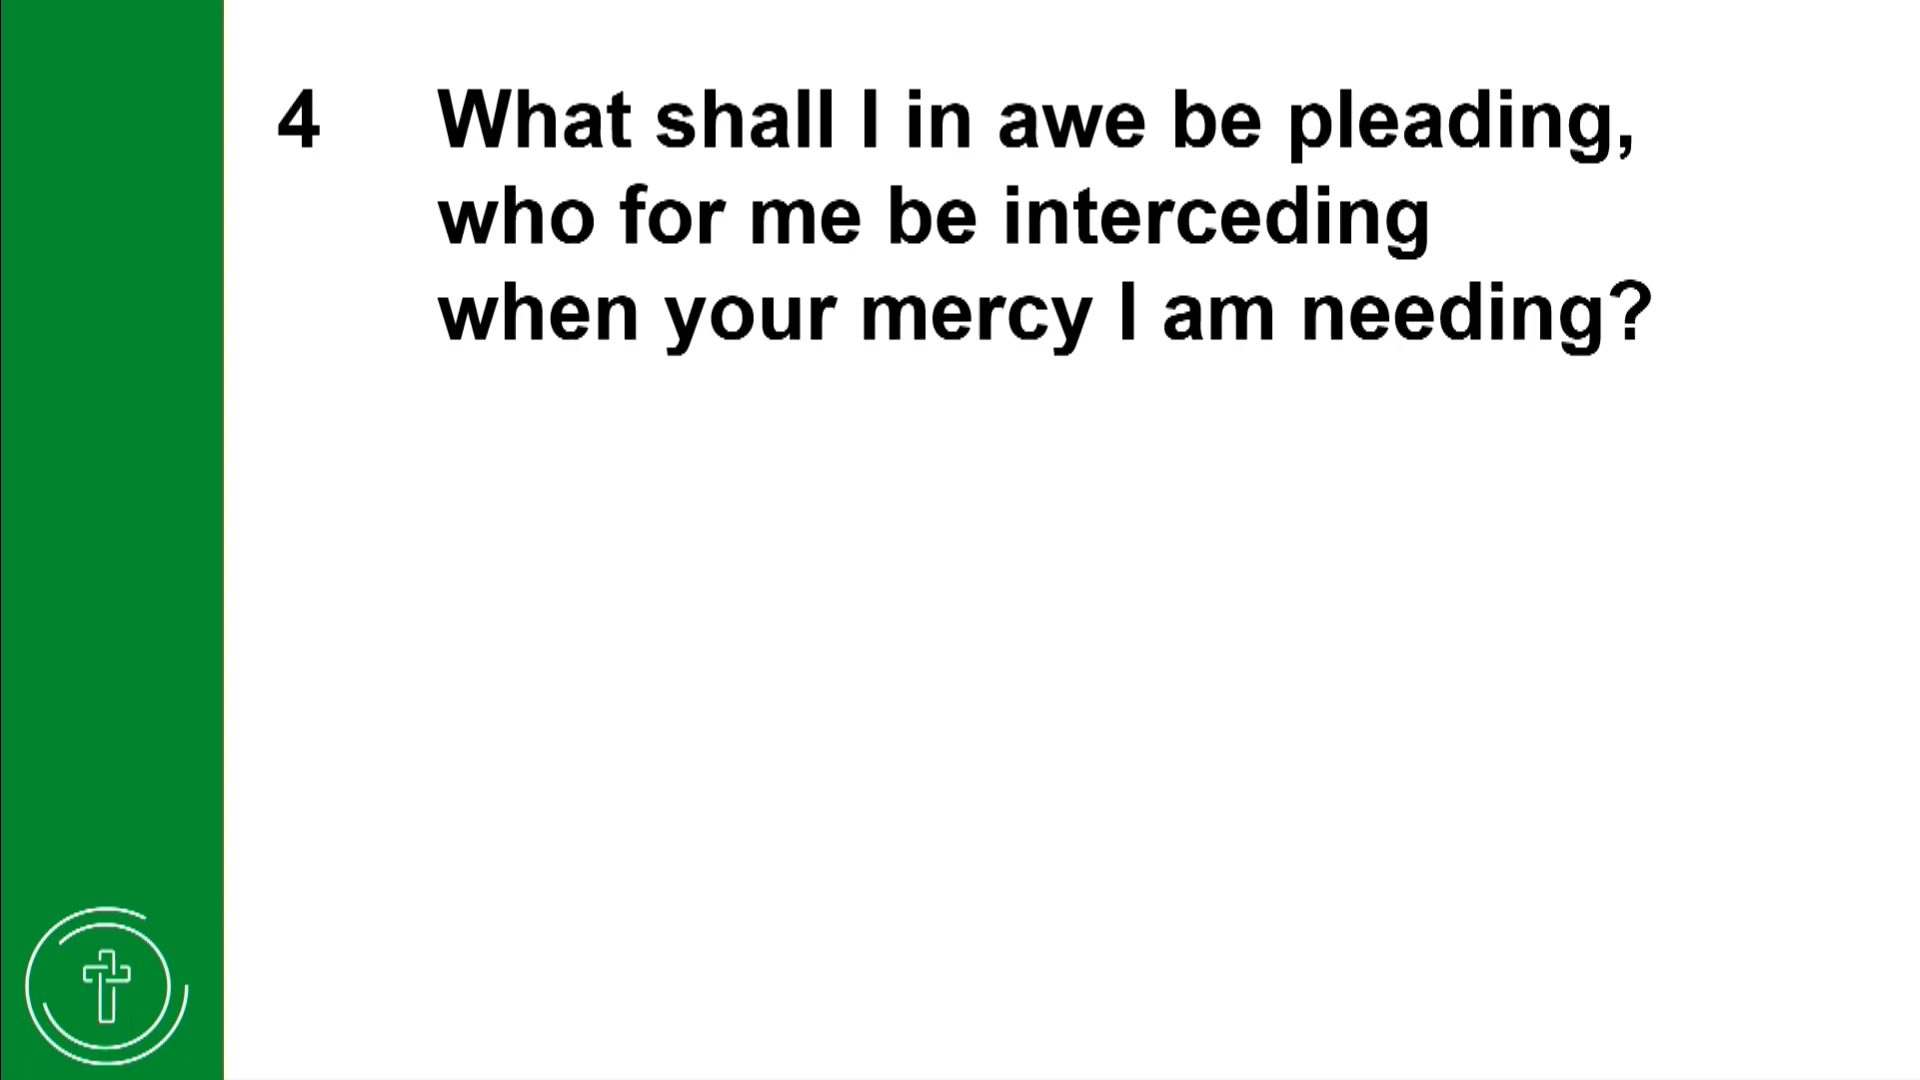 4 What shall I in awe be pleading,
who for me be interceding
when your mercy I am needing?